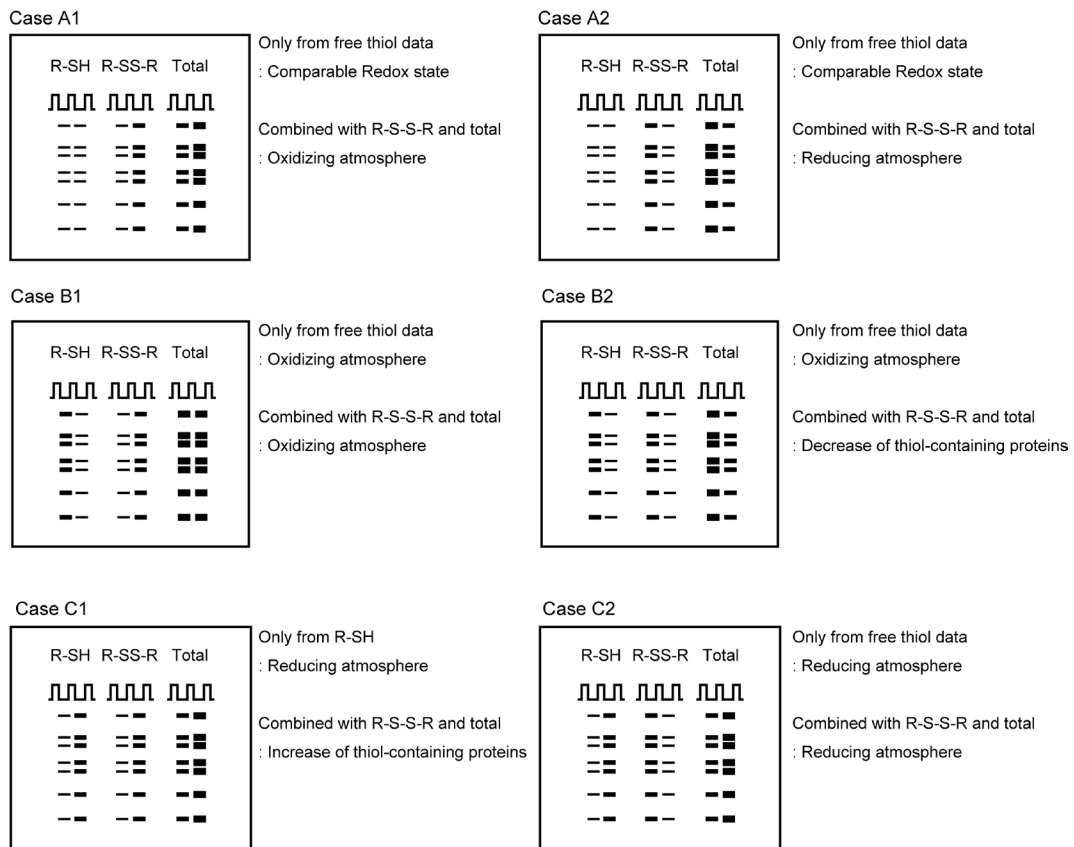 Case A1
R-SH R-SS-R Total
Only from free thiol data
: Comparable Redox state
Combined with R-S-S-R and total
: Oxidizing atmosphere
Case A2
R-SH R-SS-R Total
Only from free thiol data
: Comparable Redox state
Combined with R-S-S-R and total
: Reducing atmosphere
Case B1
R-SH R-SS-R Total
Only from free thiol data
: Oxidizing atmosphere
Combined with R-S-S-R and total
: Oxidizing atmosphere
Case B2
R-SH R-SS-R Total
Only from free thiol data
: Oxidizing atmosphere
Combined with R-S-S-R and total
: Decrease of thiol-containing proteins
Case C1
R-SH R-SS-R Total
Only from R-SH
: Reducing atmosphere
Combined with R-S-S-R and total
: Increase of thiol-containing proteins
Case C2
R-SH R-SS-R Total
Only from free thiol data
: Reducing atmosphere
Combined with R-S-S-R and total
: Reducing atmosphere